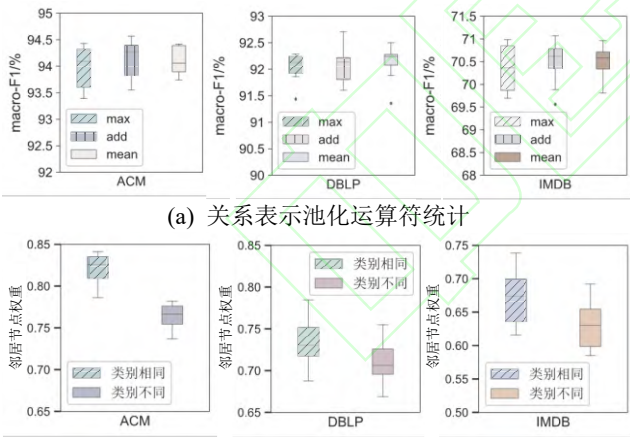 macro-F1/%
95
94.5
94
93.5
93
92.5
92
max
add
mean
ACM
macro-F1/%
93
92.5
92
91.5
91
90.5
90
max
add
mean
DBLP
macro-F1/%
71.5
71
70.5
70
69.5
69
68.5
68
max
add
mean
IMDB
(a) 关系表示池化运算符统计
邻居节点权重
0.85
0.80
0.75
0.70
0.65
类别相同
类别不同
ACM
邻居节点权重
0.85
0.80
0.75
0.70
0.65
类别相同
类别不同
DBLP
邻居节点权重
0.75
0.70
0.65
0.60
0.55
0.50
类别相同
类别不同
IMDB